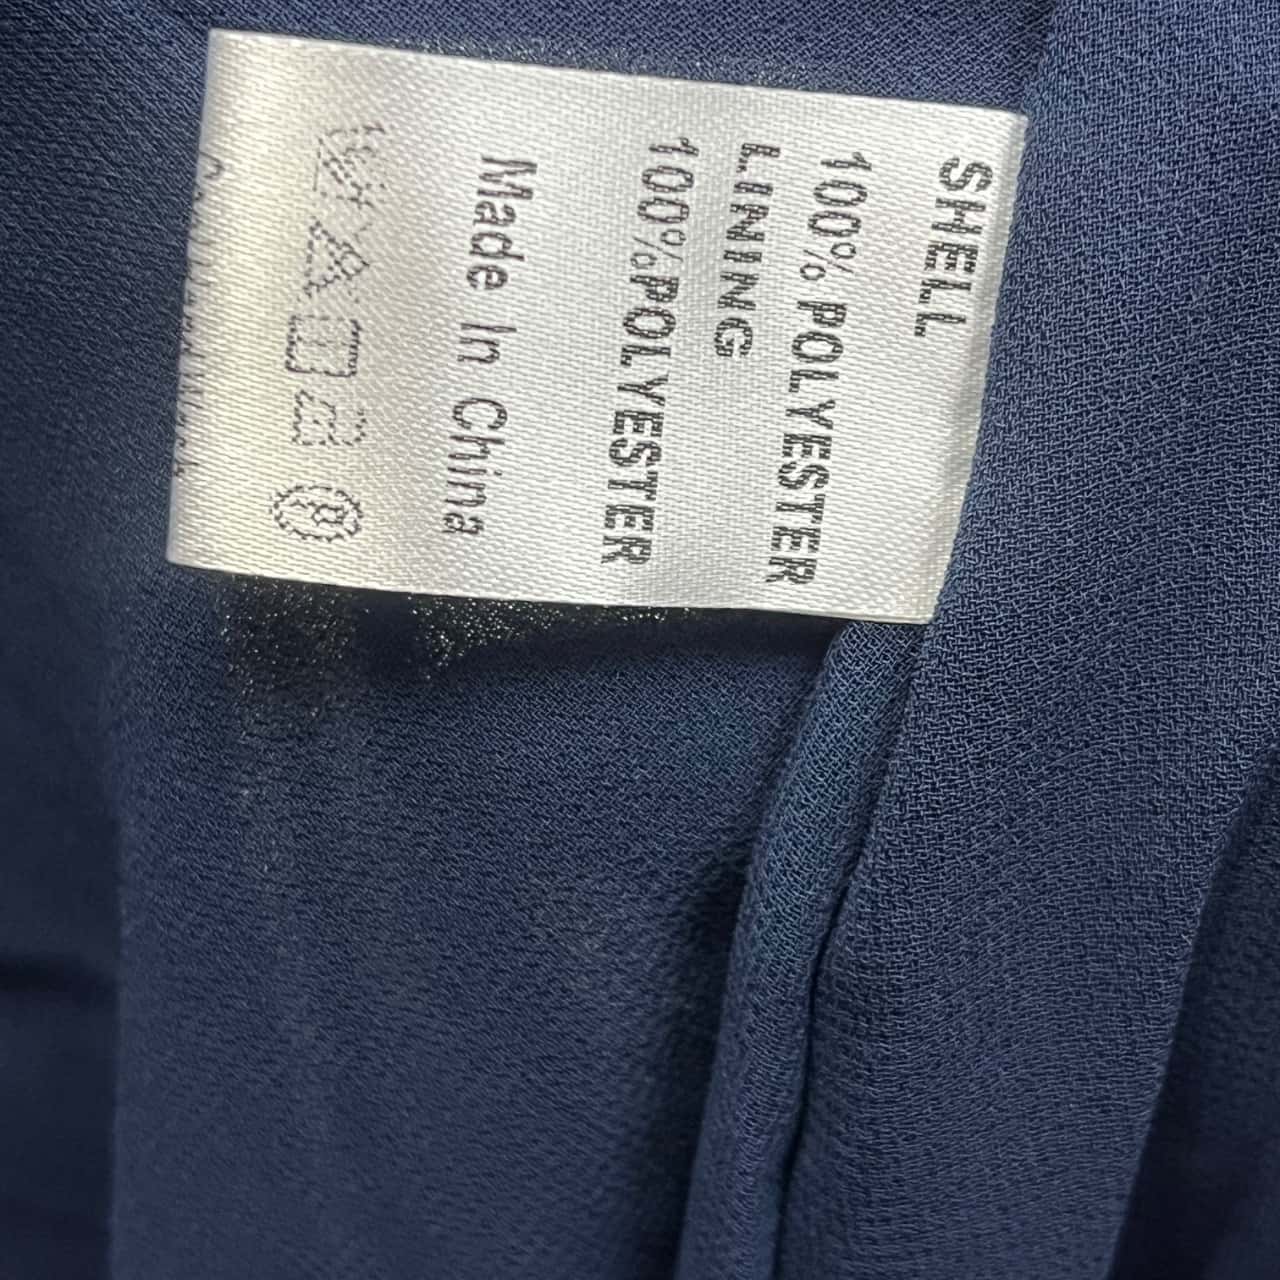 SHELL
100% POLYESTER
LINING
100%POLYESTER
Made In China